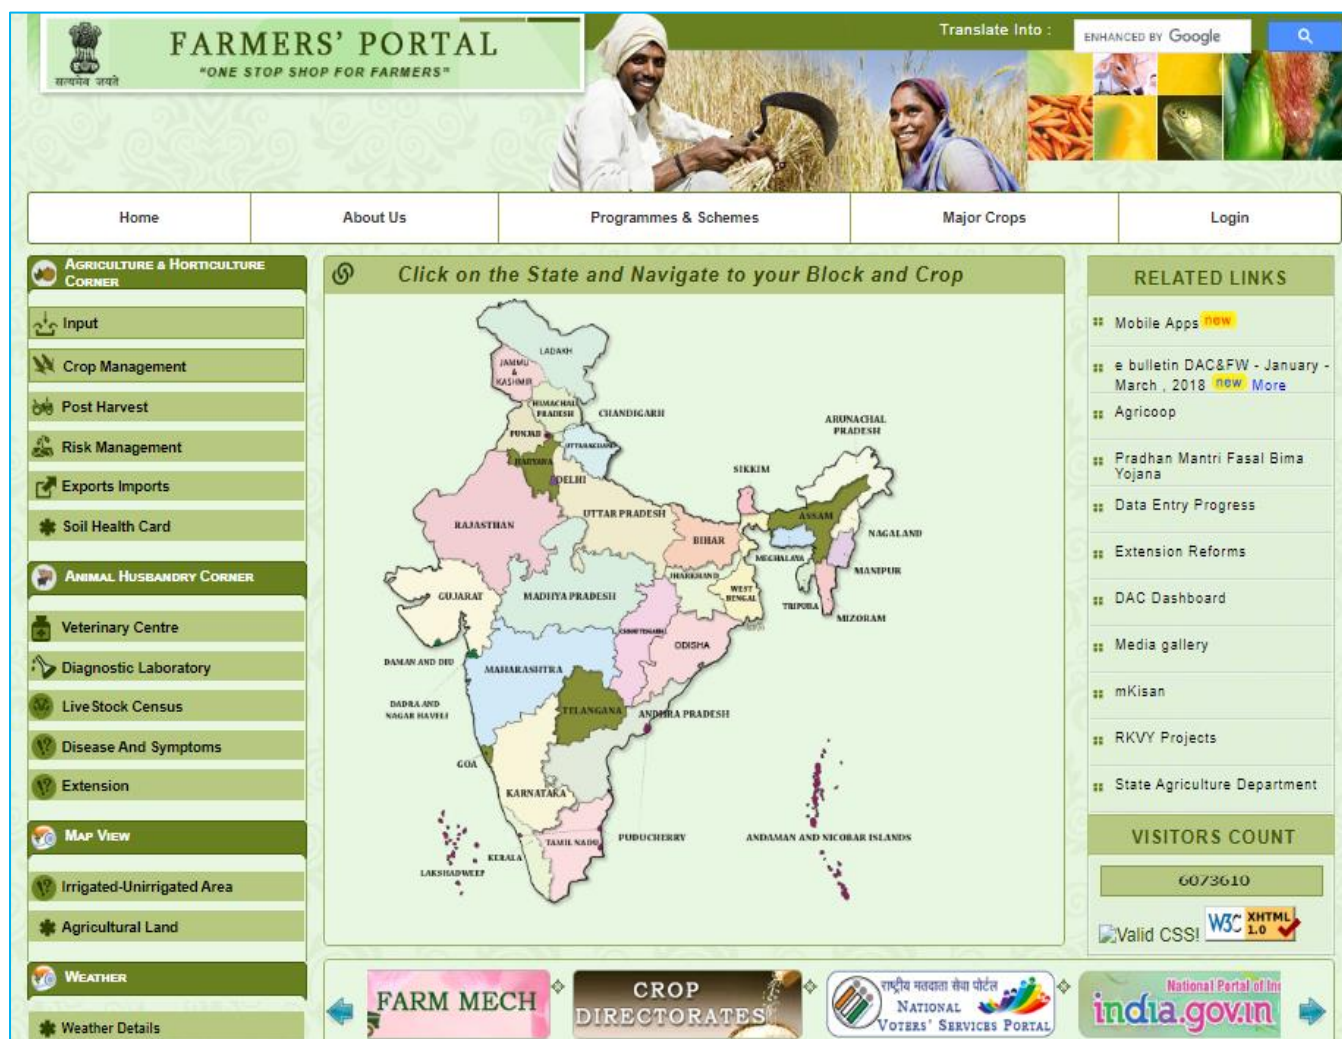 सत्यमेव जयते
FARMERS' PORTAL
"ONE STOP SHOP FOR FARMERS"
Translate Into :
ENHANCED BY Google
Home
About Us
Programmes & Schemes
Major Crops
Login
AGRICULTURE & HORTICULTURE
CORNER
Input
Crop Management
Post Harvest
Risk Management
Exports Imports
Soil Health Card
ANIMAL HUSBANDRY CORNER
Veterinary Centre
Diagnostic Laboratory
LiveStock Census
Disease And Symptoms
Extension
MAP VIEW
Irrigated-Unirrigated Area
Agricultural Land
WEATHER
Weather Details
Click on the State and Navigate to your Block and Crop
LADAKH
JAMMU
&
KASHMIR
HIMACHAL
PRADESH
CHANDIGARH
PUNJAB
UTTARAKHAND
HARYANA
DELHI
ARUNACHAL
PRADESH
SIKKIM
RAJASTHAN
UTTAR PRADESH
ASSAM
NAGALAND
BIHAR
MEGHALAYA
MANIPUR
JHARKHAND
WEST
BENGAL
TRIPURA
MIZORAM
GUJARAT
MADHYA PRADESH
CHHATTISGARH
ODISHA
DAMAN AND DIU
MAHARASHTRA
DADRA AND
NAGAR HAVELI
TELANGANA
ANDHRA PRADESH
GOA
KARNATAKA
PUDUCHERRY
ANDAMAN AND NICOBAR ISLANDS
TAMIL NADU
KERALA
LAKSHADWEEP
RELATED LINKS
Mobile Apps new
e bulletin DAC&FW - January -
March , 2018 new More
Agricoop
Pradhan Mantri Fasal Bima
Yojana
Data Entry Progress
Extension Reforms
DAC Dashboard
Media gallery
mKisan
RKVY Projects
State Agriculture Department
VISITORS COUNT
6073610
Valid CSS!
W3C XHTML
1.0
FARM MECH
CROP
DIRECTORATES
राष्ट्रीय मतदाता सेवा पोर्टल
NATIONAL
VOTERS' SERVICES PORTAL
National Portal of In
india.gov.in